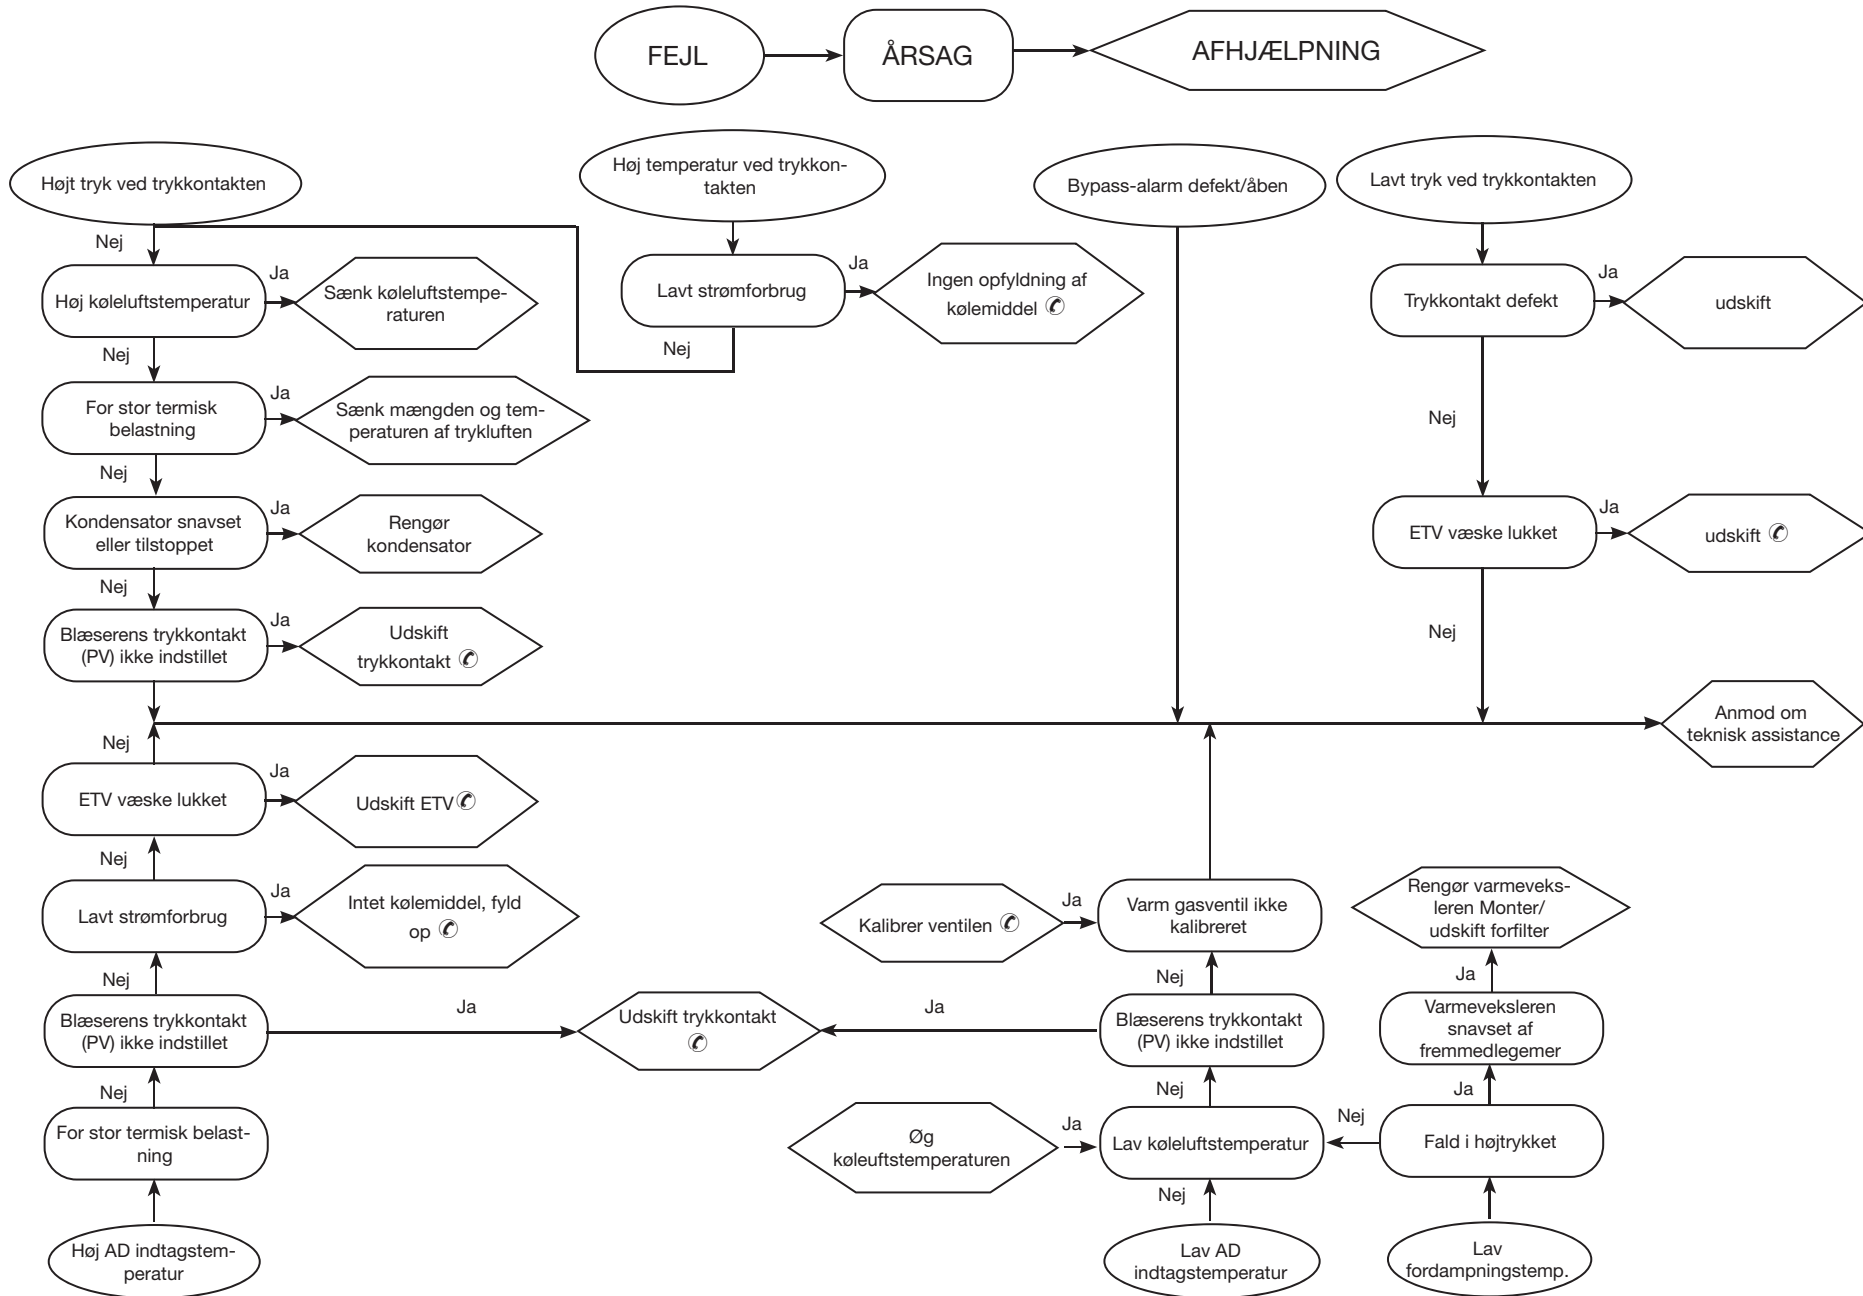 FEJL
ÅRSAG
AFHJÆLPNING
Højt tryk ved trykkontakten
Høj temperatur ved trykkon-
takten
Bypass-alarm defekt/åben
Lavt tryk ved trykkontakten
Nej
Høj køleluftstemperatur
Ja
Sænk køleluftstempe-
raturen
Lavt strømforbrug
Ja
Ingen opfyldning af
kølemiddel ✆
Trykkontakt defekt
Ja
udskift
Nej
Nej
For stor termisk
belastning
Ja
Sænk mængden og tem-
peraturen af trykluften
Nej
Nej
Kondensator snavset
eller tilstoppet
Ja
Rengør
kondensator
ETV væske lukket
Ja
udskift ✆
Nej
Blæserens trykkontakt
(PV) ikke indstillet
Ja
Udskift
trykkontakt ✆
Nej
Anmod om
teknisk assistance
Nej
ETV væske lukket
Ja
Udskift ETV ✆
Nej
Lavt strømforbrug
Ja
Intet kølemiddel, fyld
op ✆
Kalibrer ventilen ✆
Ja
Varm gasventil ikke
kalibreret
Rengør varmeveks-
leren Monter/
udskift forfilter
Nej
Nej
Ja
Blæserens trykkontakt
(PV) ikke indstillet
Ja
Udskift trykkontakt
✆
Ja
Blæserens trykkontakt
(PV) ikke indstillet
Varmeveksleren
snavset af
fremmedlegemer
Nej
Nej
Ja
For stor termisk belast-
ning
Øg
køleuftstemperaturen
Ja
Lav køleluftstemperatur
Nej
Fald i højtrykket
Nej
Høj AD indtagstem-
peratur
Lav AD
indtagstemperatur
Lav
fordampningstemp.